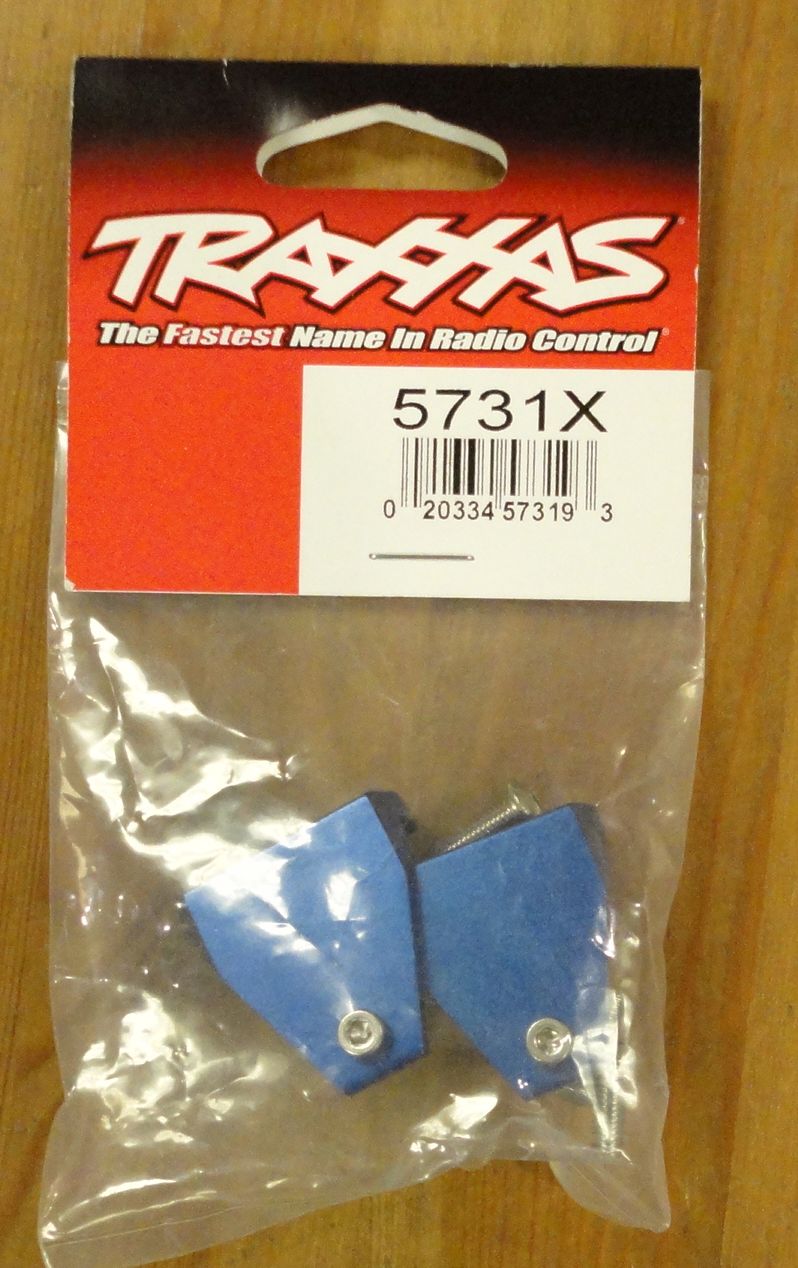 TRAXXAS®
The Fastest Name In Radio Control®
5731X
0 20334 57319 3